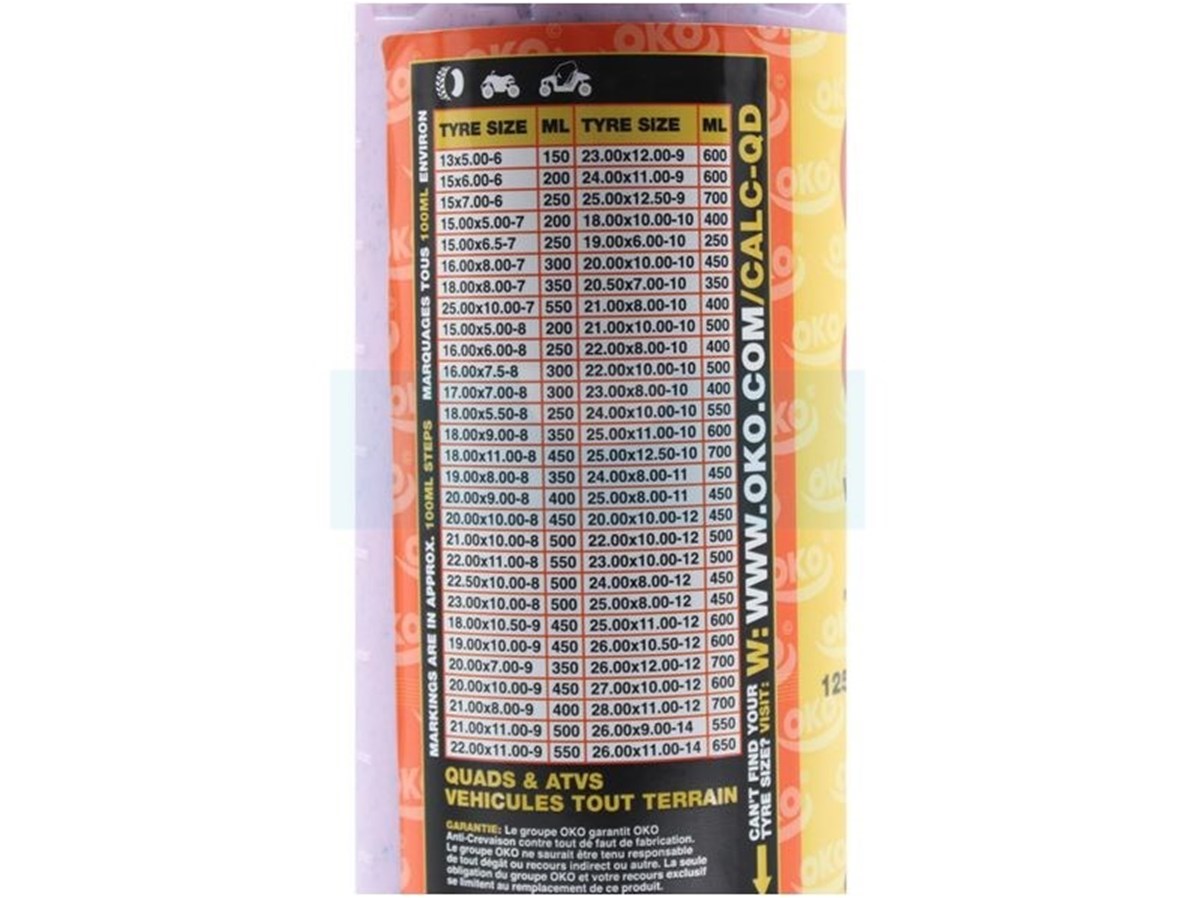 TYRE SIZE ML TYRE SIZE ML
13x5.00-6 150 23.00x12.00-9 600
15x6.00-6 200 24.00x11.00-9 600
15x7.00-6 250 25.00x12.50-9 700
15.00x5.00-7 200 18.00x10.00-10 400
15.00x6.5-7 250 19.00x6.00-10 250
16.00x8.00-7 300 20.00x10.00-10 450
18.00x8.00-7 350 20.50x7.00-10 350
25.00x10.00-7 550 21.00x8.00-10 400
15.00x5.00-8 200 21.00x10.00-10 500
16.00x6.00-8 250 22.00x8.00-10 400
16.00x7.5-8 300 22.00x10.00-10 500
17.00x7.00-8 300 23.00x8.00-10 400
18.00x5.50-8 250 24.00x10.00-10 550
18.00x9.00-8 350 25.00x11.00-10 600
18.00x11.00-8 450 25.00x12.50-10 700
19.00x8.00-8 350 24.00x8.00-11 450
20.00x9.00-8 400 25.00x8.00-11 450
20.00x10.00-8 450 20.00x10.00-12 450
21.00x10.00-8 500 22.00x10.00-12 500
22.00x11.00-8 550 23.00x10.00-12 500
22.50x10.00-8 500 24.00x8.00-12 450
23.00x10.00-8 500 25.00x8.00-12 450
18.00x10.50-9 450 25.00x11.00-12 600
19.00x10.00-9 450 26.00x10.50-12 600
20.00x7.00-9 350 26.00x12.00-12 700
20.00x10.00-9 450 27.00x10.00-12 600
21.00x8.00-9 400 28.00x11.00-12 700
21.00x11.00-9 500 26.00x9.00-14 550
22.00x11.00-9 550 26.00x11.00-14 650
MARKINGS ARE IN APPROX. 100ML STEPS MARQUAGES TOUS 100ML ENVIRON
CAN'T FIND YOUR
TYRE SIZE? VISIT: W: WWW.OKO.COM/CALC-QD
QUADS & ATVS
VEHICULES TOUT TERRAIN
GARANTIE: Le groupe OKO garantit OKO
Anti-Crevaison contre tout de faut de fabrication.
Le groupe OKO ne saurait être tenu responsable
de tout dégât ou recours indirect ou autre. La seule
obligation du groupe OKO et votre recours exclusif
se limitent au remplacement de ce produit.
OKO